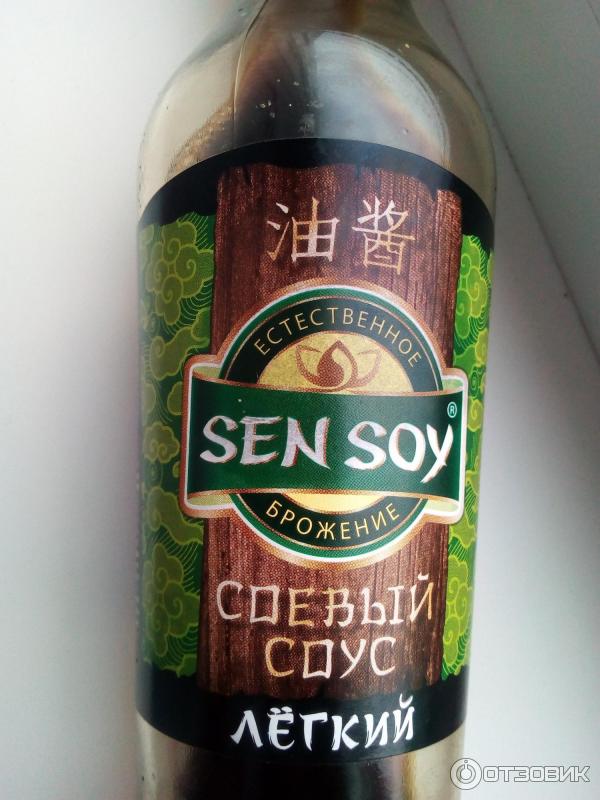 油酱
ЕСТЕСТВЕННОЕ
SEN SOY®
БРОЖЕНИЕ
СОЕВЫЙ
СОУС
ЛЁГКИЙ
ОТЗОВИК